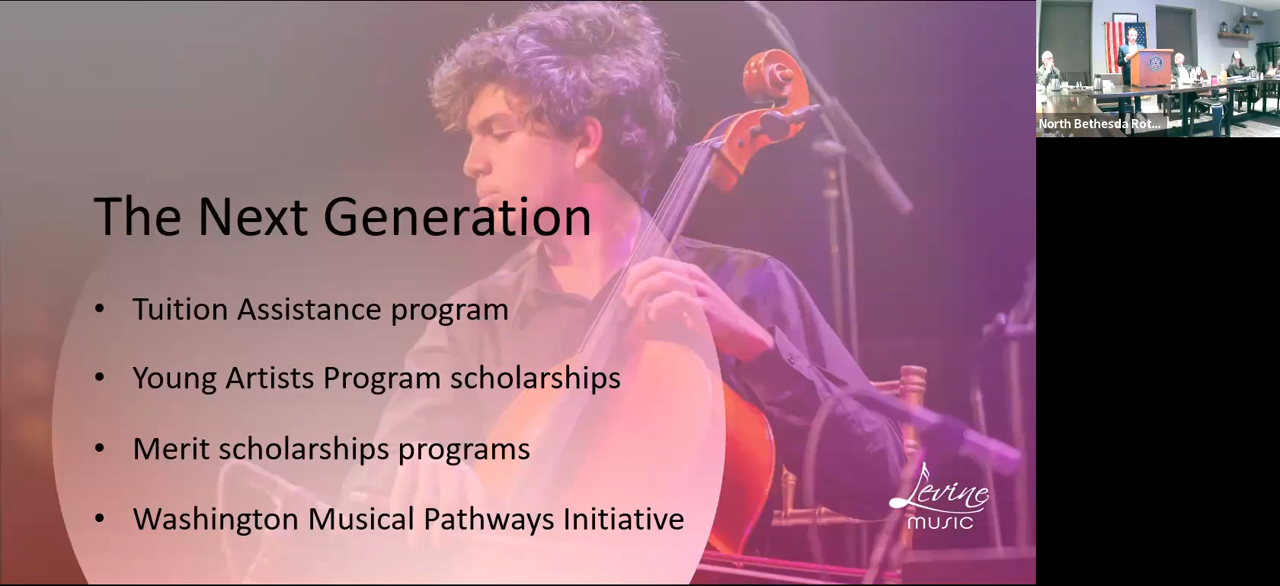 The Next Generation
• Tuition Assistance program
• Young Artists Program scholarships
• Merit scholarships programs
• Washington Musical Pathways Initiative
Levine
MUSIC
North Bethesda Rot...